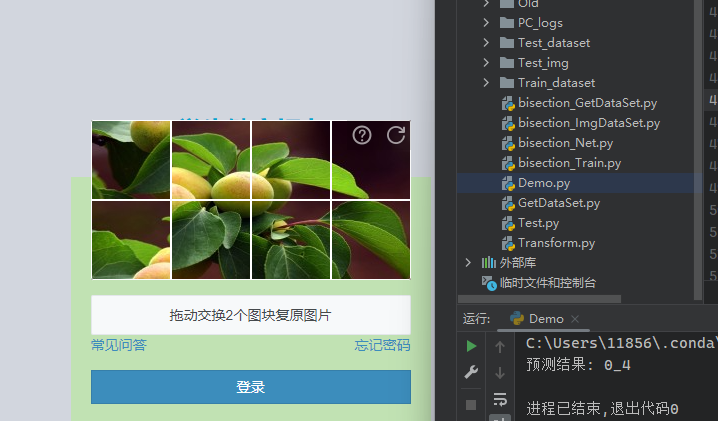 拖动交换2个图块复原图片
常见问答
忘记密码
登录
Old
PC_logs
Test_dataset
Test_img
Train_dataset
bisection_GetDataSet.py
bisection_ImgDataSet.py
bisection_Net.py
bisection_Train.py
Demo.py
GetDataSet.py
Test.py
Transform.py
外部库
临时文件和控制台
运行:
Demo
C:\Users\11856\.conda\
预测结果: 0_4
进程已结束,退出代码0